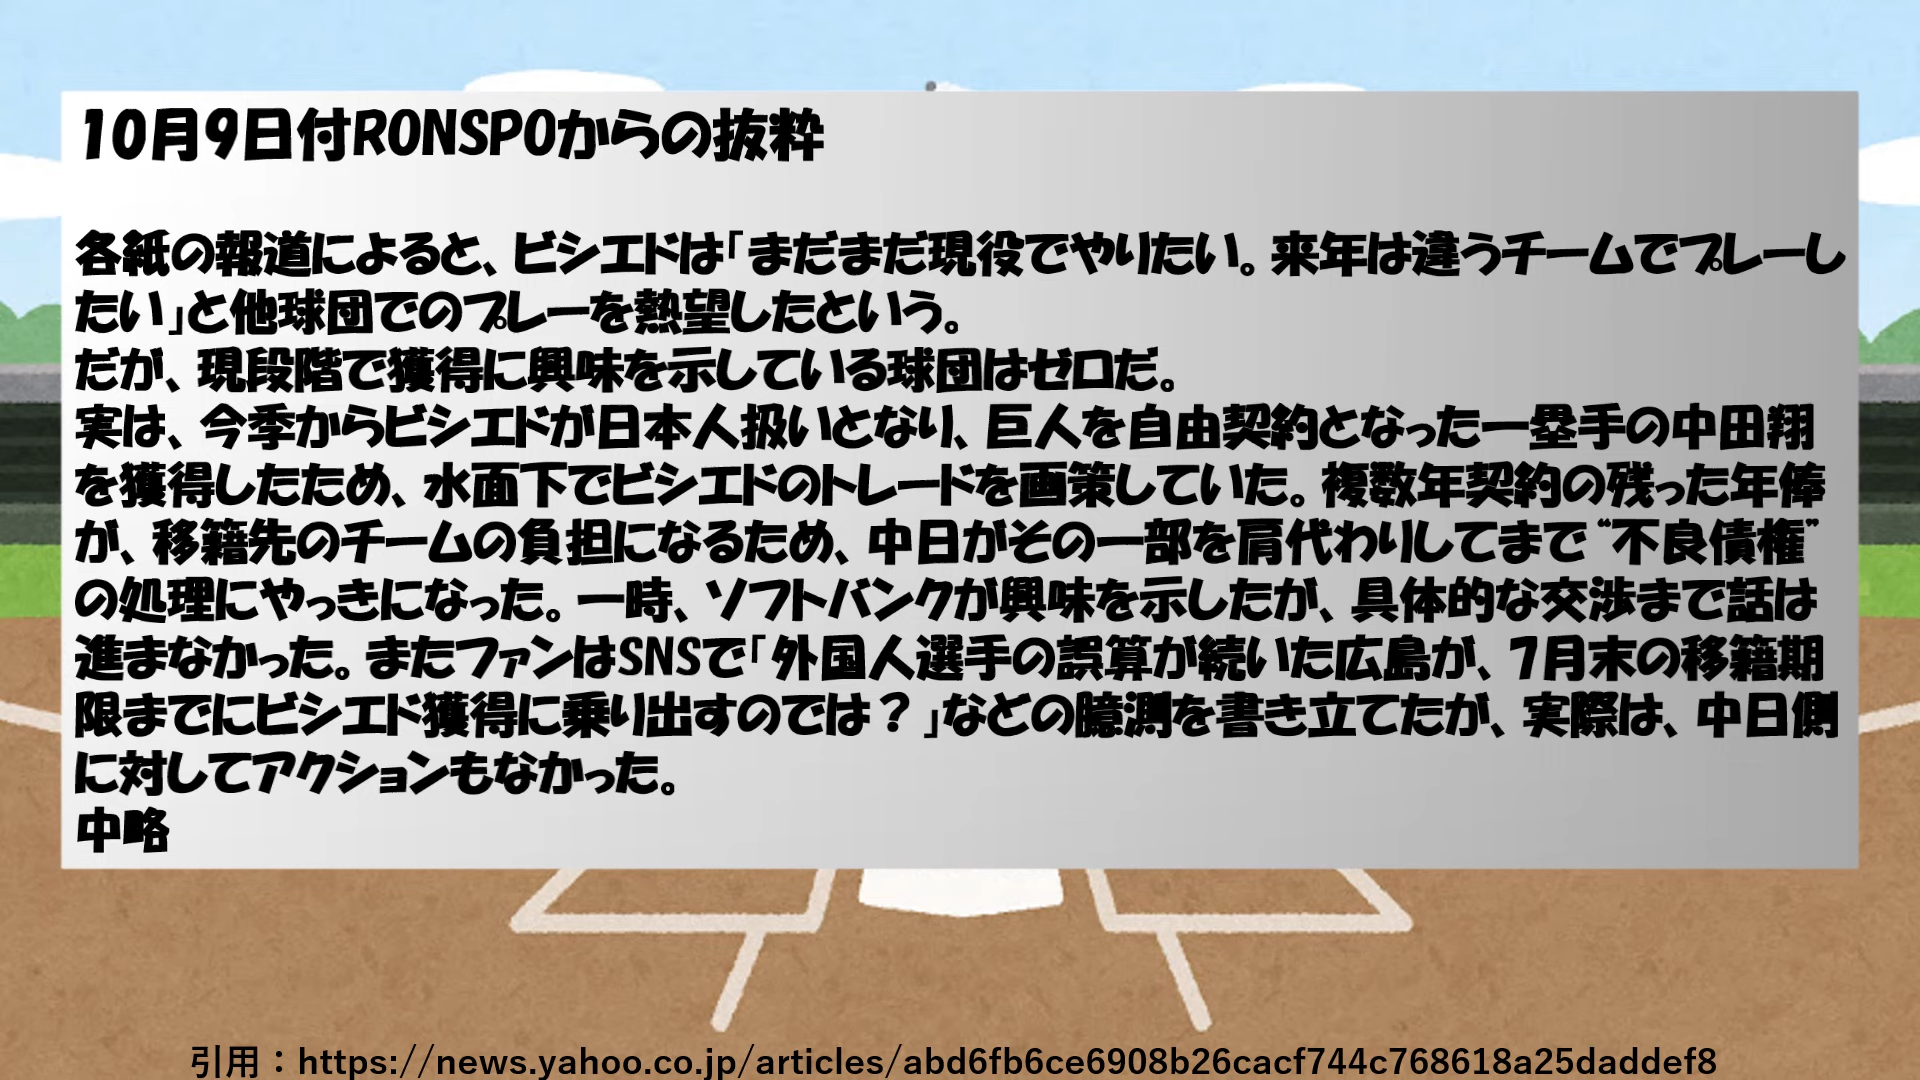 10月9日付RONSPOからの抜粋
各紙の報道によると、ビシエドは「まだまだ現役でやりたい。来年は違うチームでプレーし
たい」と他球団でのプレーを熱望したという。
だが、現段階で獲得に興味を示している球団はゼロだ。
実は、今季からビシエドが日本人扱いとなり、巨人を自由契約となった一塁手の中田翔
を獲得したため、水面下でビシエドのトレードを画策していた。複数年契約の残った年俸
が、移籍先のチームの負担になるため、中日がその一部を肩代わりしてまで“不良債権”
の処理にやっきになった。一時、ソフトバンクが興味を示したが、具体的な交渉まで話は
進まなかった。またファンはSNSで「外国人選手の誤算が続いた広島が、7月末の移籍期
限までにビシエド獲得に乗り出すのでは？」などの臆測を書き立てたが、実際は、中日側
に対してアクションもなかった。
中略
引用：https://news.yahoo.co.jp/articles/abd6fb6ce6908b26cacf744c768618a25daddef8